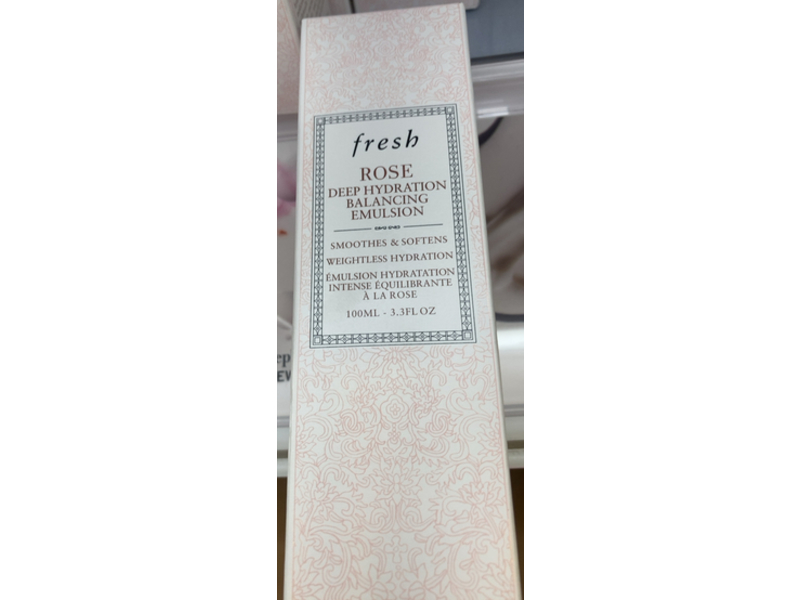 fresh
ROSE
DEEP HYDRATION
BALANCING
EMULSION
SMOOTHES & SOFTENS
WEIGHTLESS HYDRATION
ÉMULSION HYDRATATION
INTENSE ÉQUILIBRANTE
À LA ROSE
100ML - 3.3FL OZ